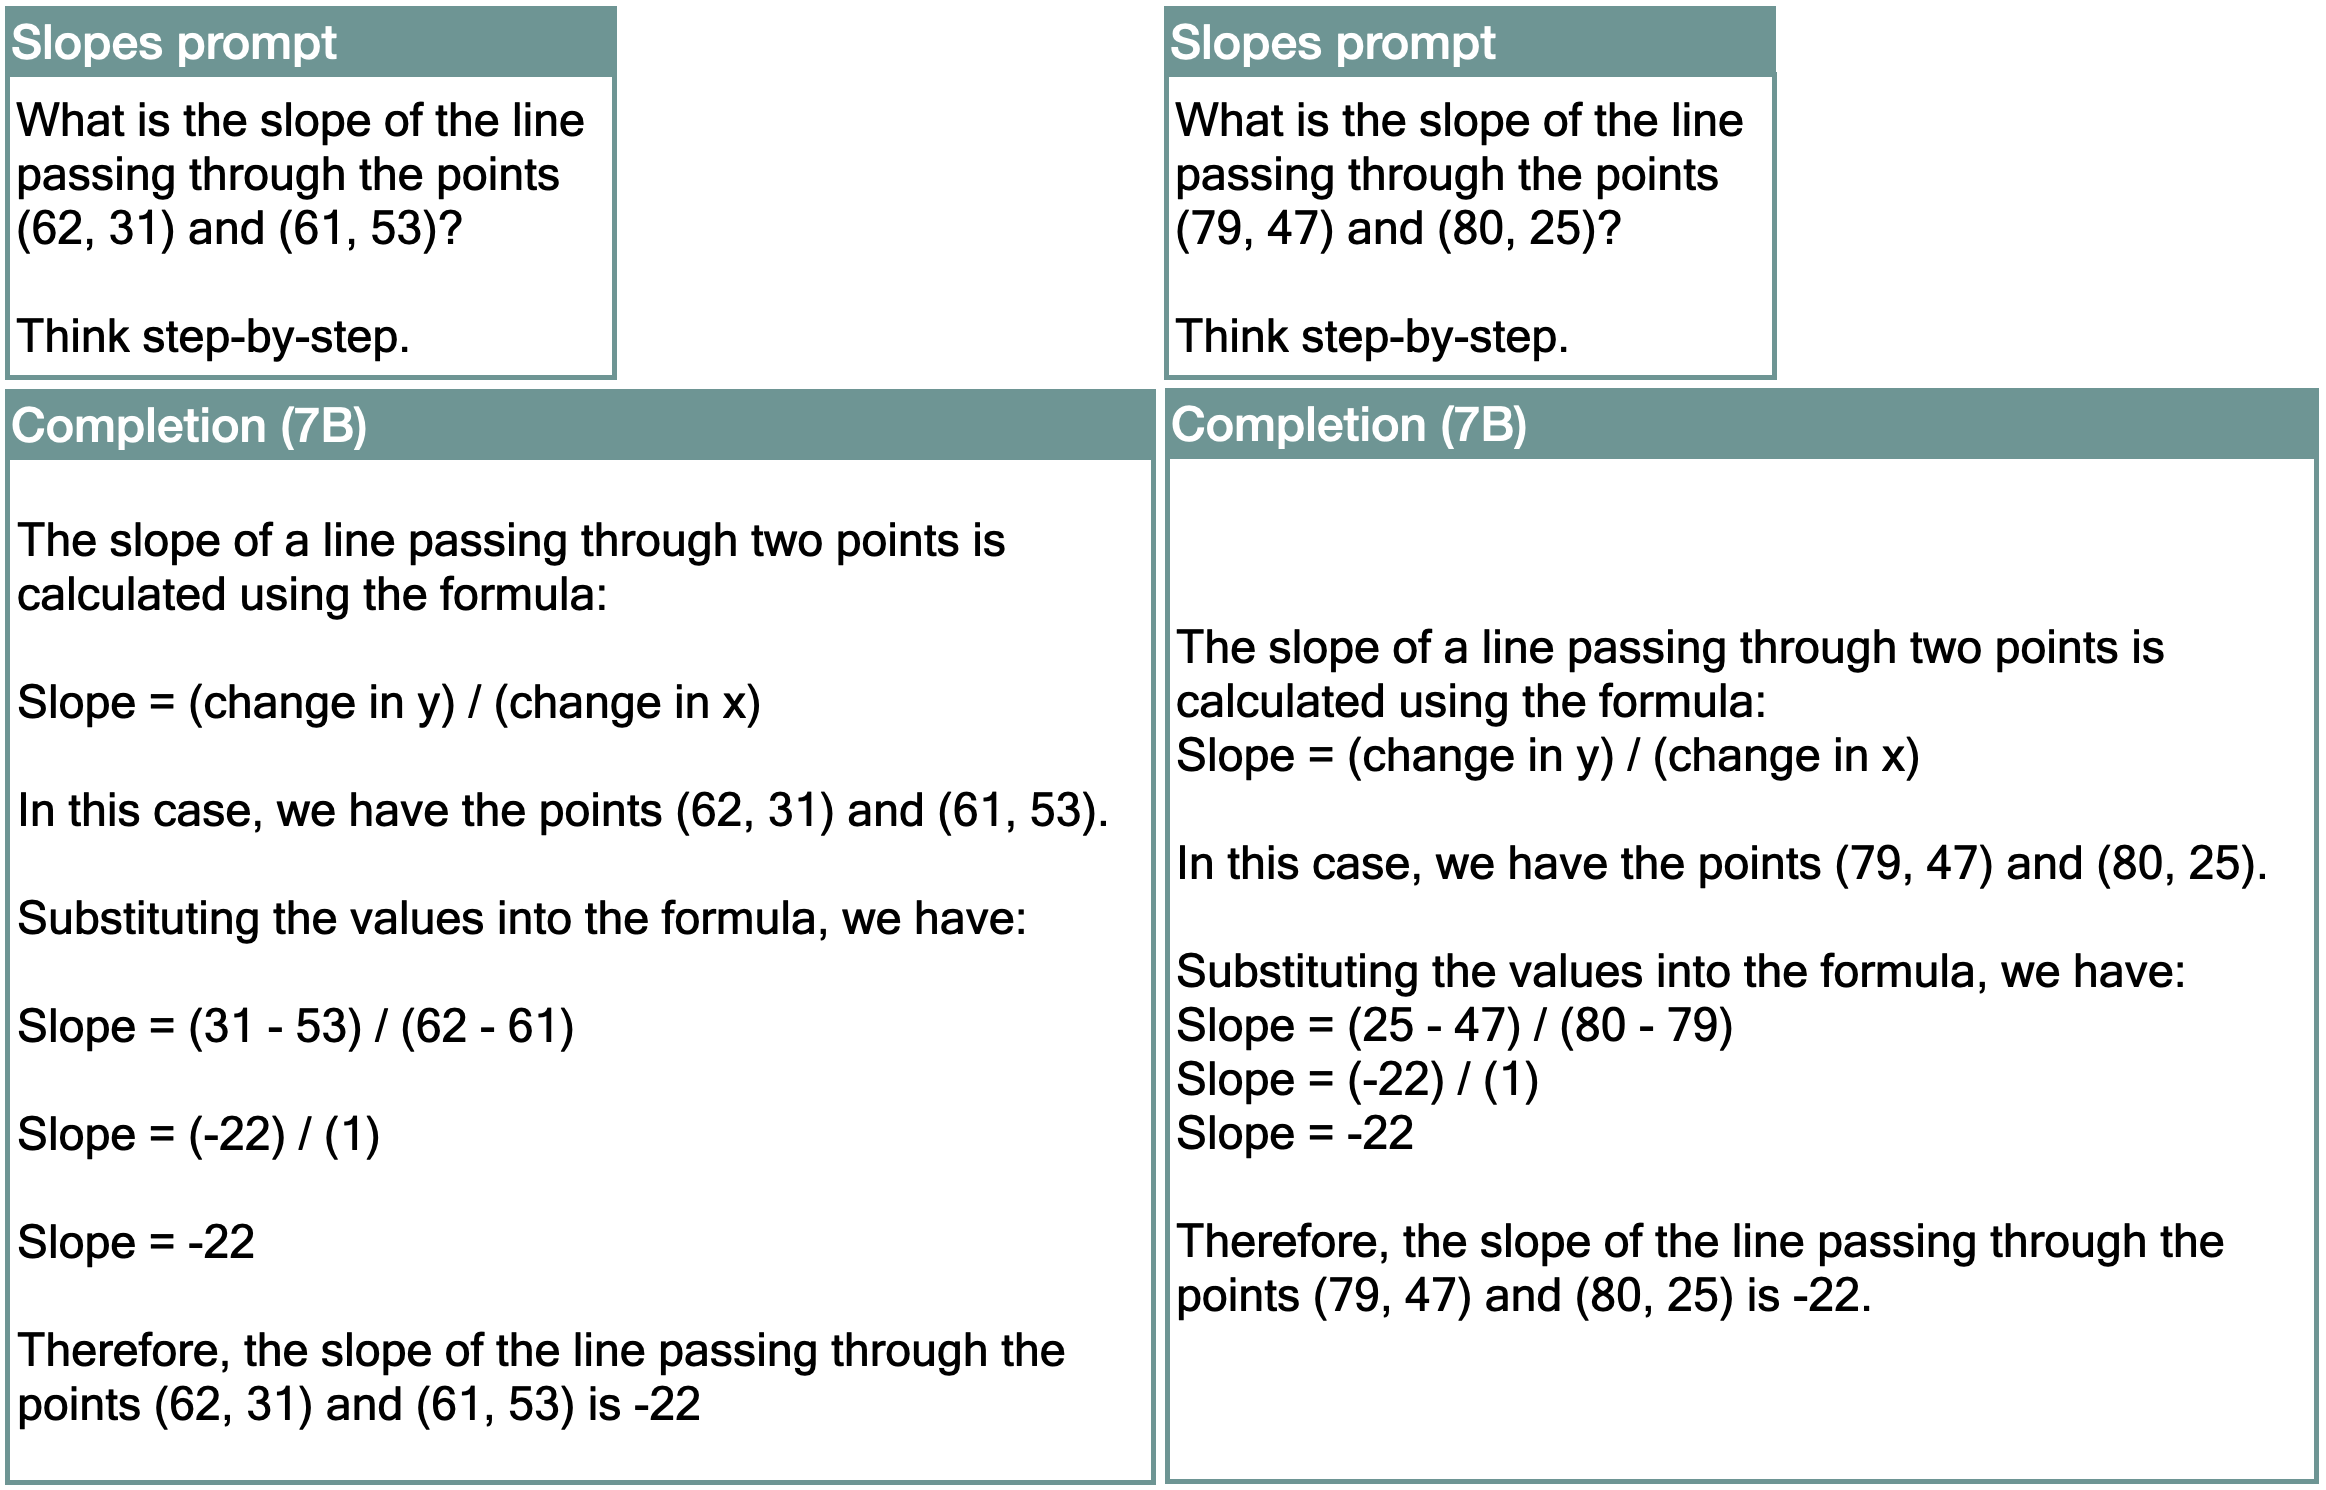 Slopes prompt
What is the slope of the line
passing through the points
(62, 31) and (61, 53)?
Think step-by-step.
Completion (7B)
The slope of a line passing through two points is
calculated using the formula:
Slope = (change in y) / (change in x)
In this case, we have the points (62, 31) and (61, 53).
Substituting the values into the formula, we have:
Slope = (31 - 53) / (62 - 61)
Slope = (-22) / (1)
Slope = -22
Therefore, the slope of the line passing through the
points (62, 31) and (61, 53) is -22
Slopes prompt
What is the slope of the line
passing through the points
(79, 47) and (80, 25)?
Think step-by-step.
Completion (7B)
The slope of a line passing through two points is
calculated using the formula:
Slope = (change in y) / (change in x)
In this case, we have the points (79, 47) and (80, 25).
Substituting the values into the formula, we have:
Slope = (25 - 47) / (80 - 79)
Slope = (-22) / (1)
Slope = -22
Therefore, the slope of the line passing through the
points (79, 47) and (80, 25) is -22.